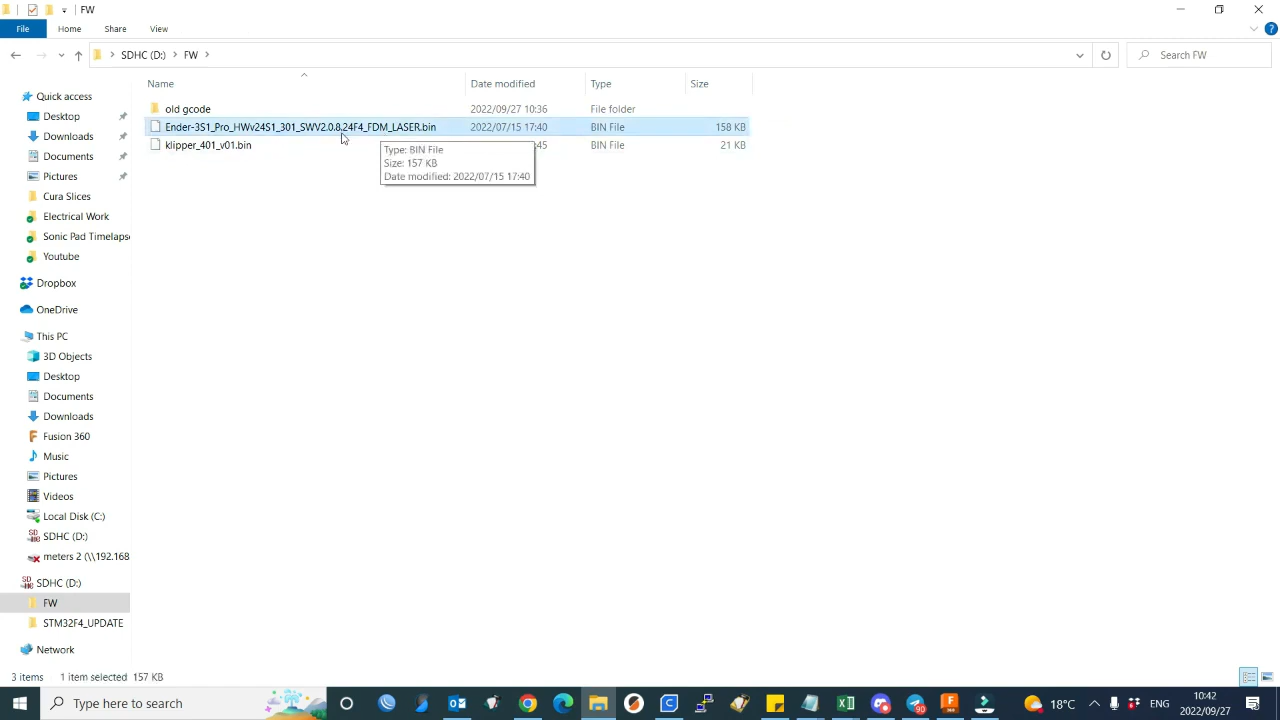 FW
File Home Share View
SDHC (D:) FW Search FW
Name Date modified Type Size
old gcode 2022/09/27 10:36 File folder
Ender-3S1_Pro_HWv24S1_301_SWV2.0.8.24F4_FDM_LASER.bin 2022/07/15 17:40 BIN File 158 KB
klipper_401_v01.bin :45 BIN File 21 KB
Type: BIN File
Size: 157 KB
Date modified: 2022/07/15 17:40
Quick access
Desktop
Downloads
Documents
Pictures
Cura Slices
Electrical Work
Sonic Pad Timelaps
Youtube
Dropbox
OneDrive
This PC
3D Objects
Desktop
Documents
Downloads
Fusion 360
Music
Pictures
Videos
Local Disk (C:)
SDHC (D:)
meters 2 (\\192.168
SDHC (D:)
FW
STM32F4_UPDATE
Network
3 items 1 item selected 157 KB
Type here to search 18°C ENG 10:42
2022/09/27